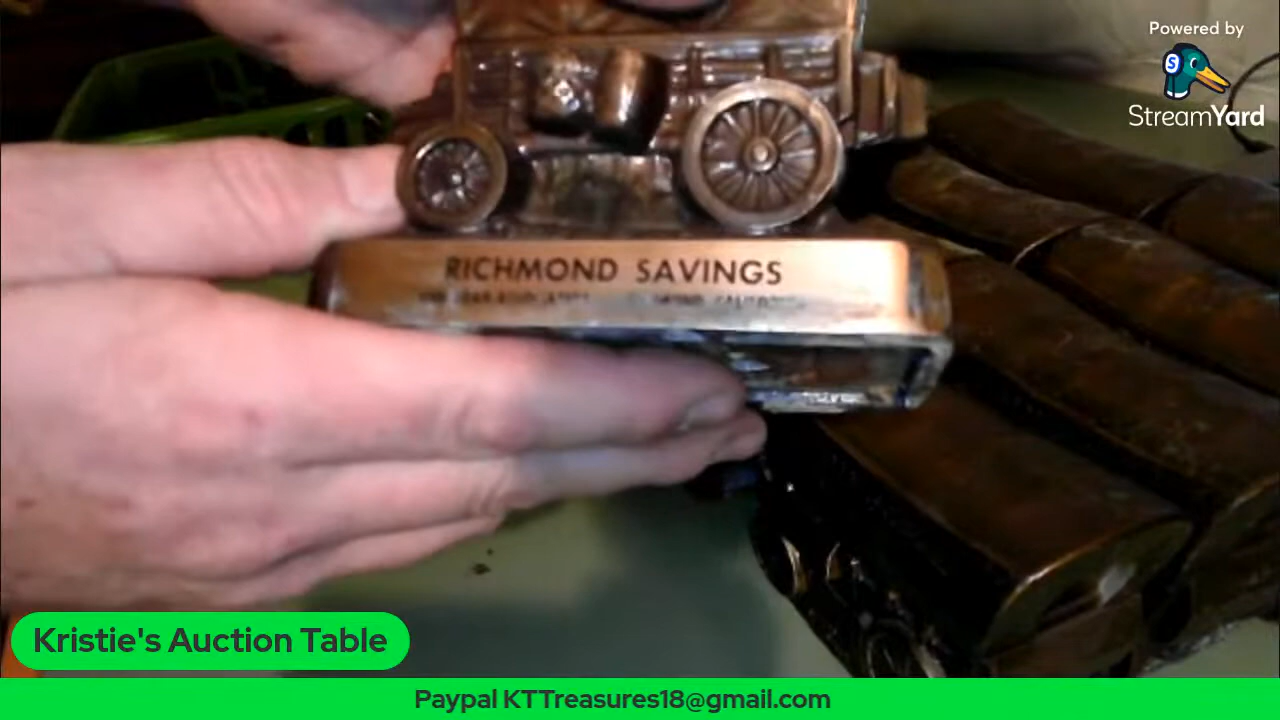 Powered by
StreamYard
RICHMOND SAVINGS
Kristie's Auction Table
Paypal KTTreasures18@gmail.com